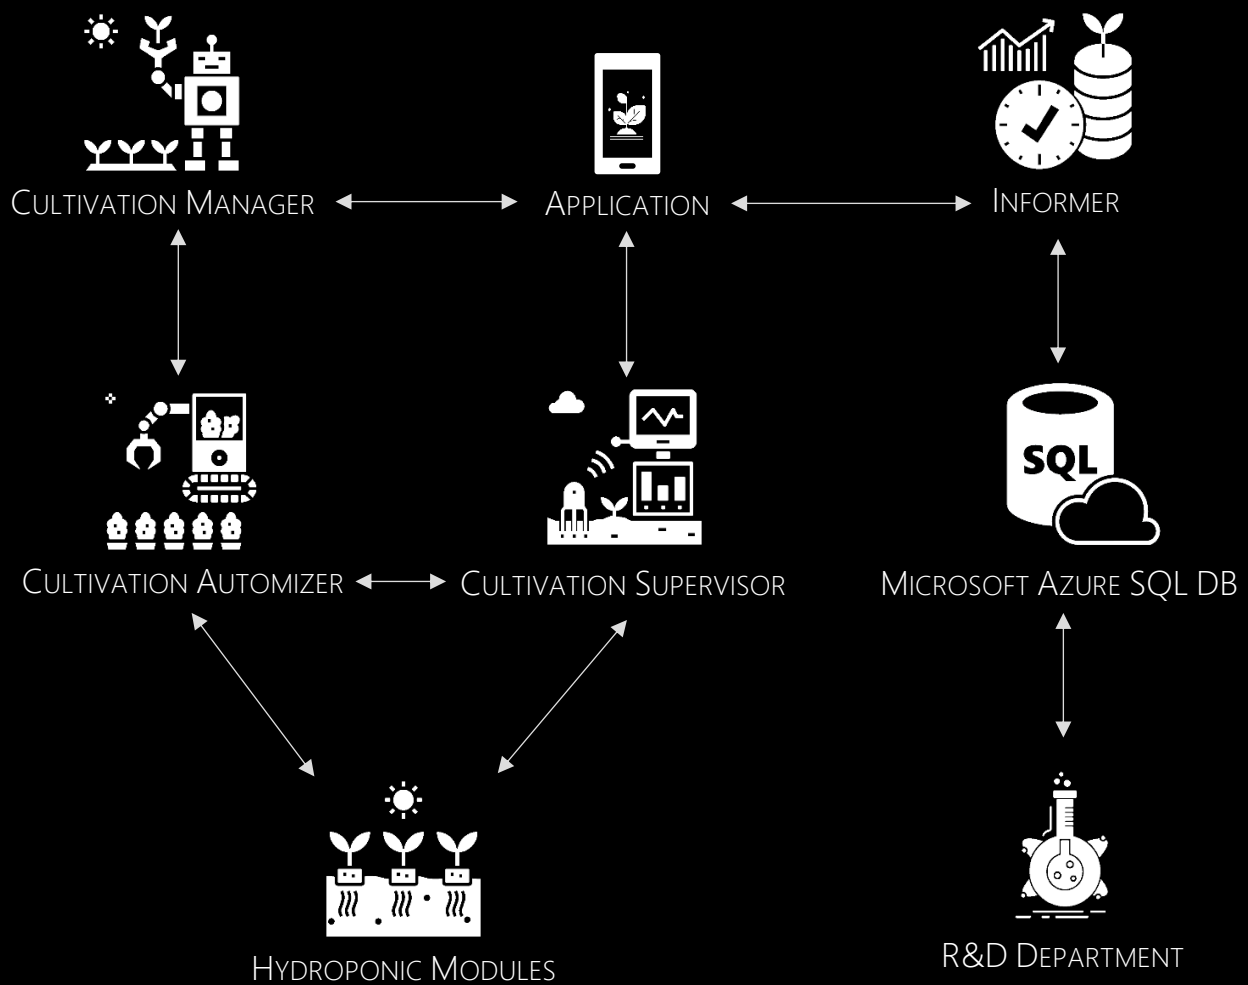 CULTIVATION MANAGER
APPLICATION
INFORMER
SQL
CULTIVATION AUTOMIZER
CULTIVATION SUPERVISOR
MICROSOFT AZURE SQL DB
HYDROPONIC MODULES
R&D DEPARTMENT